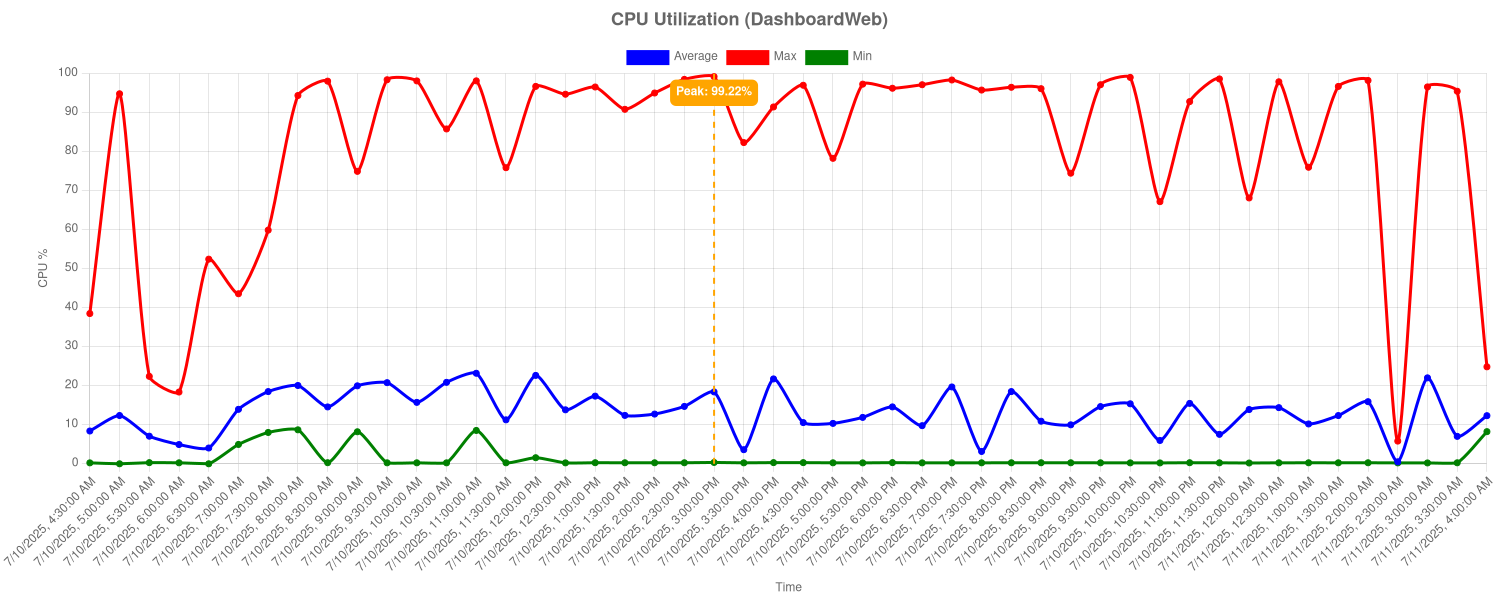 CPU Utilization (DashboardWeb)
Average Max Min
100
90
80
70
60
50
40
30
20
10
0
CPU %
Peak: 99.22%
7/10/2025, 4:30:00 AM
7/10/2025, 5:00:00 AM
7/10/2025, 5:30:00 AM
7/10/2025, 6:00:00 AM
7/10/2025, 6:30:00 AM
7/10/2025, 7:00:00 AM
7/10/2025, 7:30:00 AM
7/10/2025, 8:00:00 AM
7/10/2025, 8:30:00 AM
7/10/2025, 9:00:00 AM
7/10/2025, 9:30:00 AM
7/10/2025, 10:00:00 AM
7/10/2025, 10:30:00 AM
7/10/2025, 11:00:00 AM
7/10/2025, 11:30:00 AM
7/10/2025, 12:00:00 PM
7/10/2025, 12:30:00 PM
7/10/2025, 1:00:00 PM
7/10/2025, 1:30:00 PM
7/10/2025, 2:00:00 PM
7/10/2025, 2:30:00 PM
7/10/2025, 3:00:00 PM
7/10/2025, 3:30:00 PM
7/10/2025, 4:00:00 PM
7/10/2025, 4:30:00 PM
7/10/2025, 5:00:00 PM
7/10/2025, 5:30:00 PM
7/10/2025, 6:00:00 PM
7/10/2025, 6:30:00 PM
7/10/2025, 7:00:00 PM
7/10/2025, 7:30:00 PM
7/10/2025, 8:00:00 PM
7/10/2025, 8:30:00 PM
7/10/2025, 9:00:00 PM
7/10/2025, 9:30:00 PM
7/10/2025, 10:00:00 PM
7/10/2025, 10:30:00 PM
7/10/2025, 11:00:00 PM
7/10/2025, 11:30:00 PM
7/11/2025, 12:00:00 AM
7/11/2025, 12:30:00 AM
7/11/2025, 1:00:00 AM
7/11/2025, 1:30:00 AM
7/11/2025, 2:00:00 AM
7/11/2025, 2:30:00 AM
7/11/2025, 3:00:00 AM
7/11/2025, 3:30:00 AM
7/11/2025, 4:00:00 AM
Time